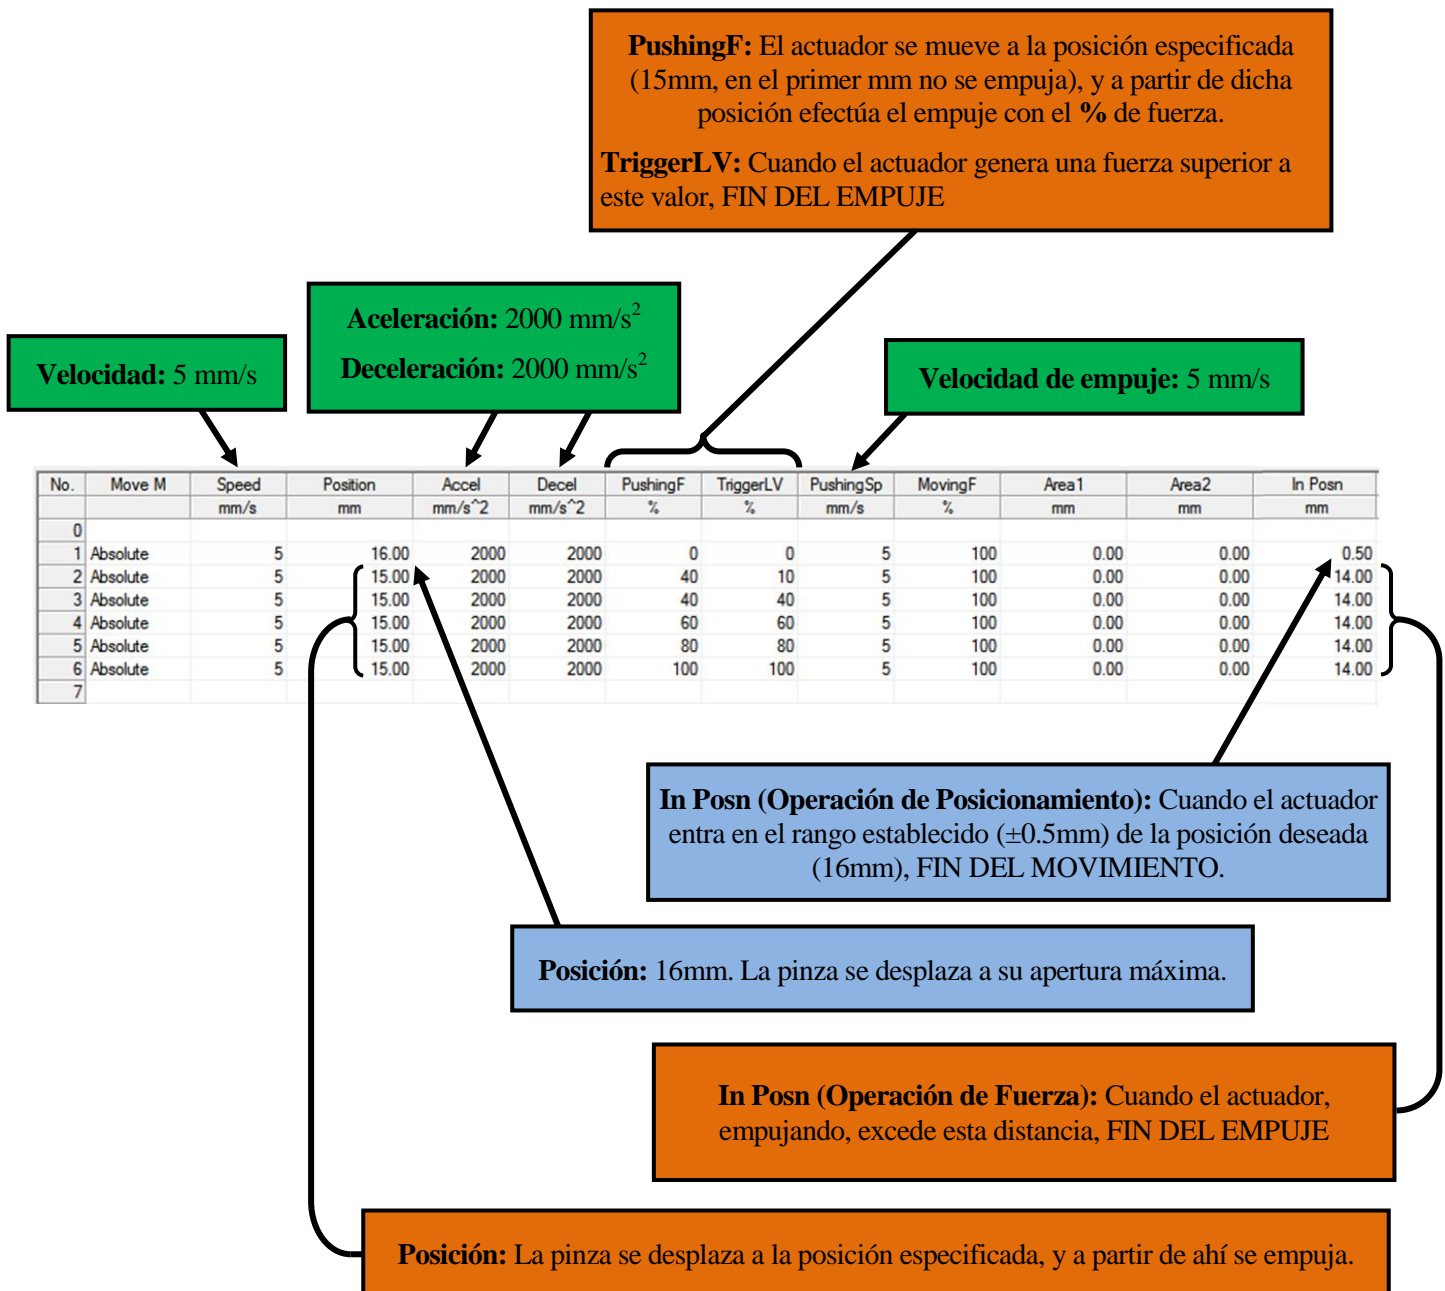 PushingF: El actuador se mueve a la posición especificada
(15mm, en el primer mm no se empuja), y a partir de dicha
posición efectúa el empuje con el % de fuerza.
TriggerLV: Cuando el actuador genera una fuerza superior a
este valor, FIN DEL EMPUJE
Aceleración: 2000 mm/s²
Deceleración: 2000 mm/s²
Velocidad: 5 mm/s
Velocidad de empuje: 5 mm/s
No. Move M Speed Position Accel Decel PushingF TriggerLV PushingSp MovingF Area1 Area2 In Posn
mm/s mm mm/s^2 mm/s^2 % % mm/s % mm mm mm
0
1 Absolute 5 16.00 2000 2000 0 0 5 100 0.00 0.00 0.50
2 Absolute 5 15.00 2000 2000 40 10 5 100 0.00 0.00 14.00
3 Absolute 5 15.00 2000 2000 40 40 5 100 0.00 0.00 14.00
4 Absolute 5 15.00 2000 2000 60 60 5 100 0.00 0.00 14.00
5 Absolute 5 15.00 2000 2000 80 80 5 100 0.00 0.00 14.00
6 Absolute 5 15.00 2000 2000 100 100 5 100 0.00 0.00 14.00
7
In Posn (Operación de Posicionamiento): Cuando el actuador
entra en el rango establecido (±0.5mm) de la posición deseada
(16mm), FIN DEL MOVIMIENTO.
Posición: 16mm. La pinza se desplaza a su apertura máxima.
In Posn (Operación de Fuerza): Cuando el actuador,
empujando, excede esta distancia, FIN DEL EMPUJE
Posición: La pinza se desplaza a la posición especificada, y a partir de ahí se empuja.